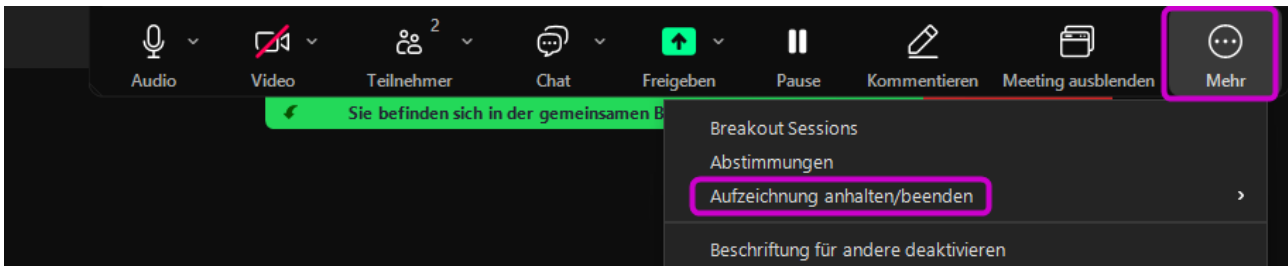 2
Audio Video Teilnehmer Chat Freigeben Pause Kommentieren Meeting ausblenden Mehr
Sie befinden sich in der gemeinsamen B
Breakout Sessions
Abstimmungen
Aufzeichnung anhalten/beenden
Beschriftung für andere deaktivieren